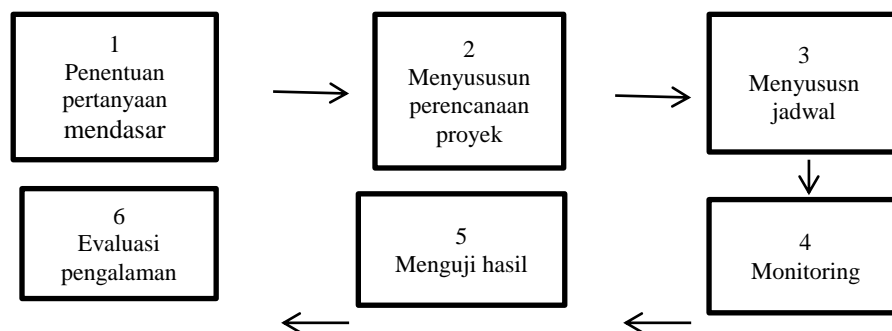 1
Penentuan
pertanyaan
mendasar
2
Menyususun
perencanaan
proyek
3
Menyususn
jadwal
4
Monitoring
5
Menguji hasil
6
Evaluasi
pengalaman